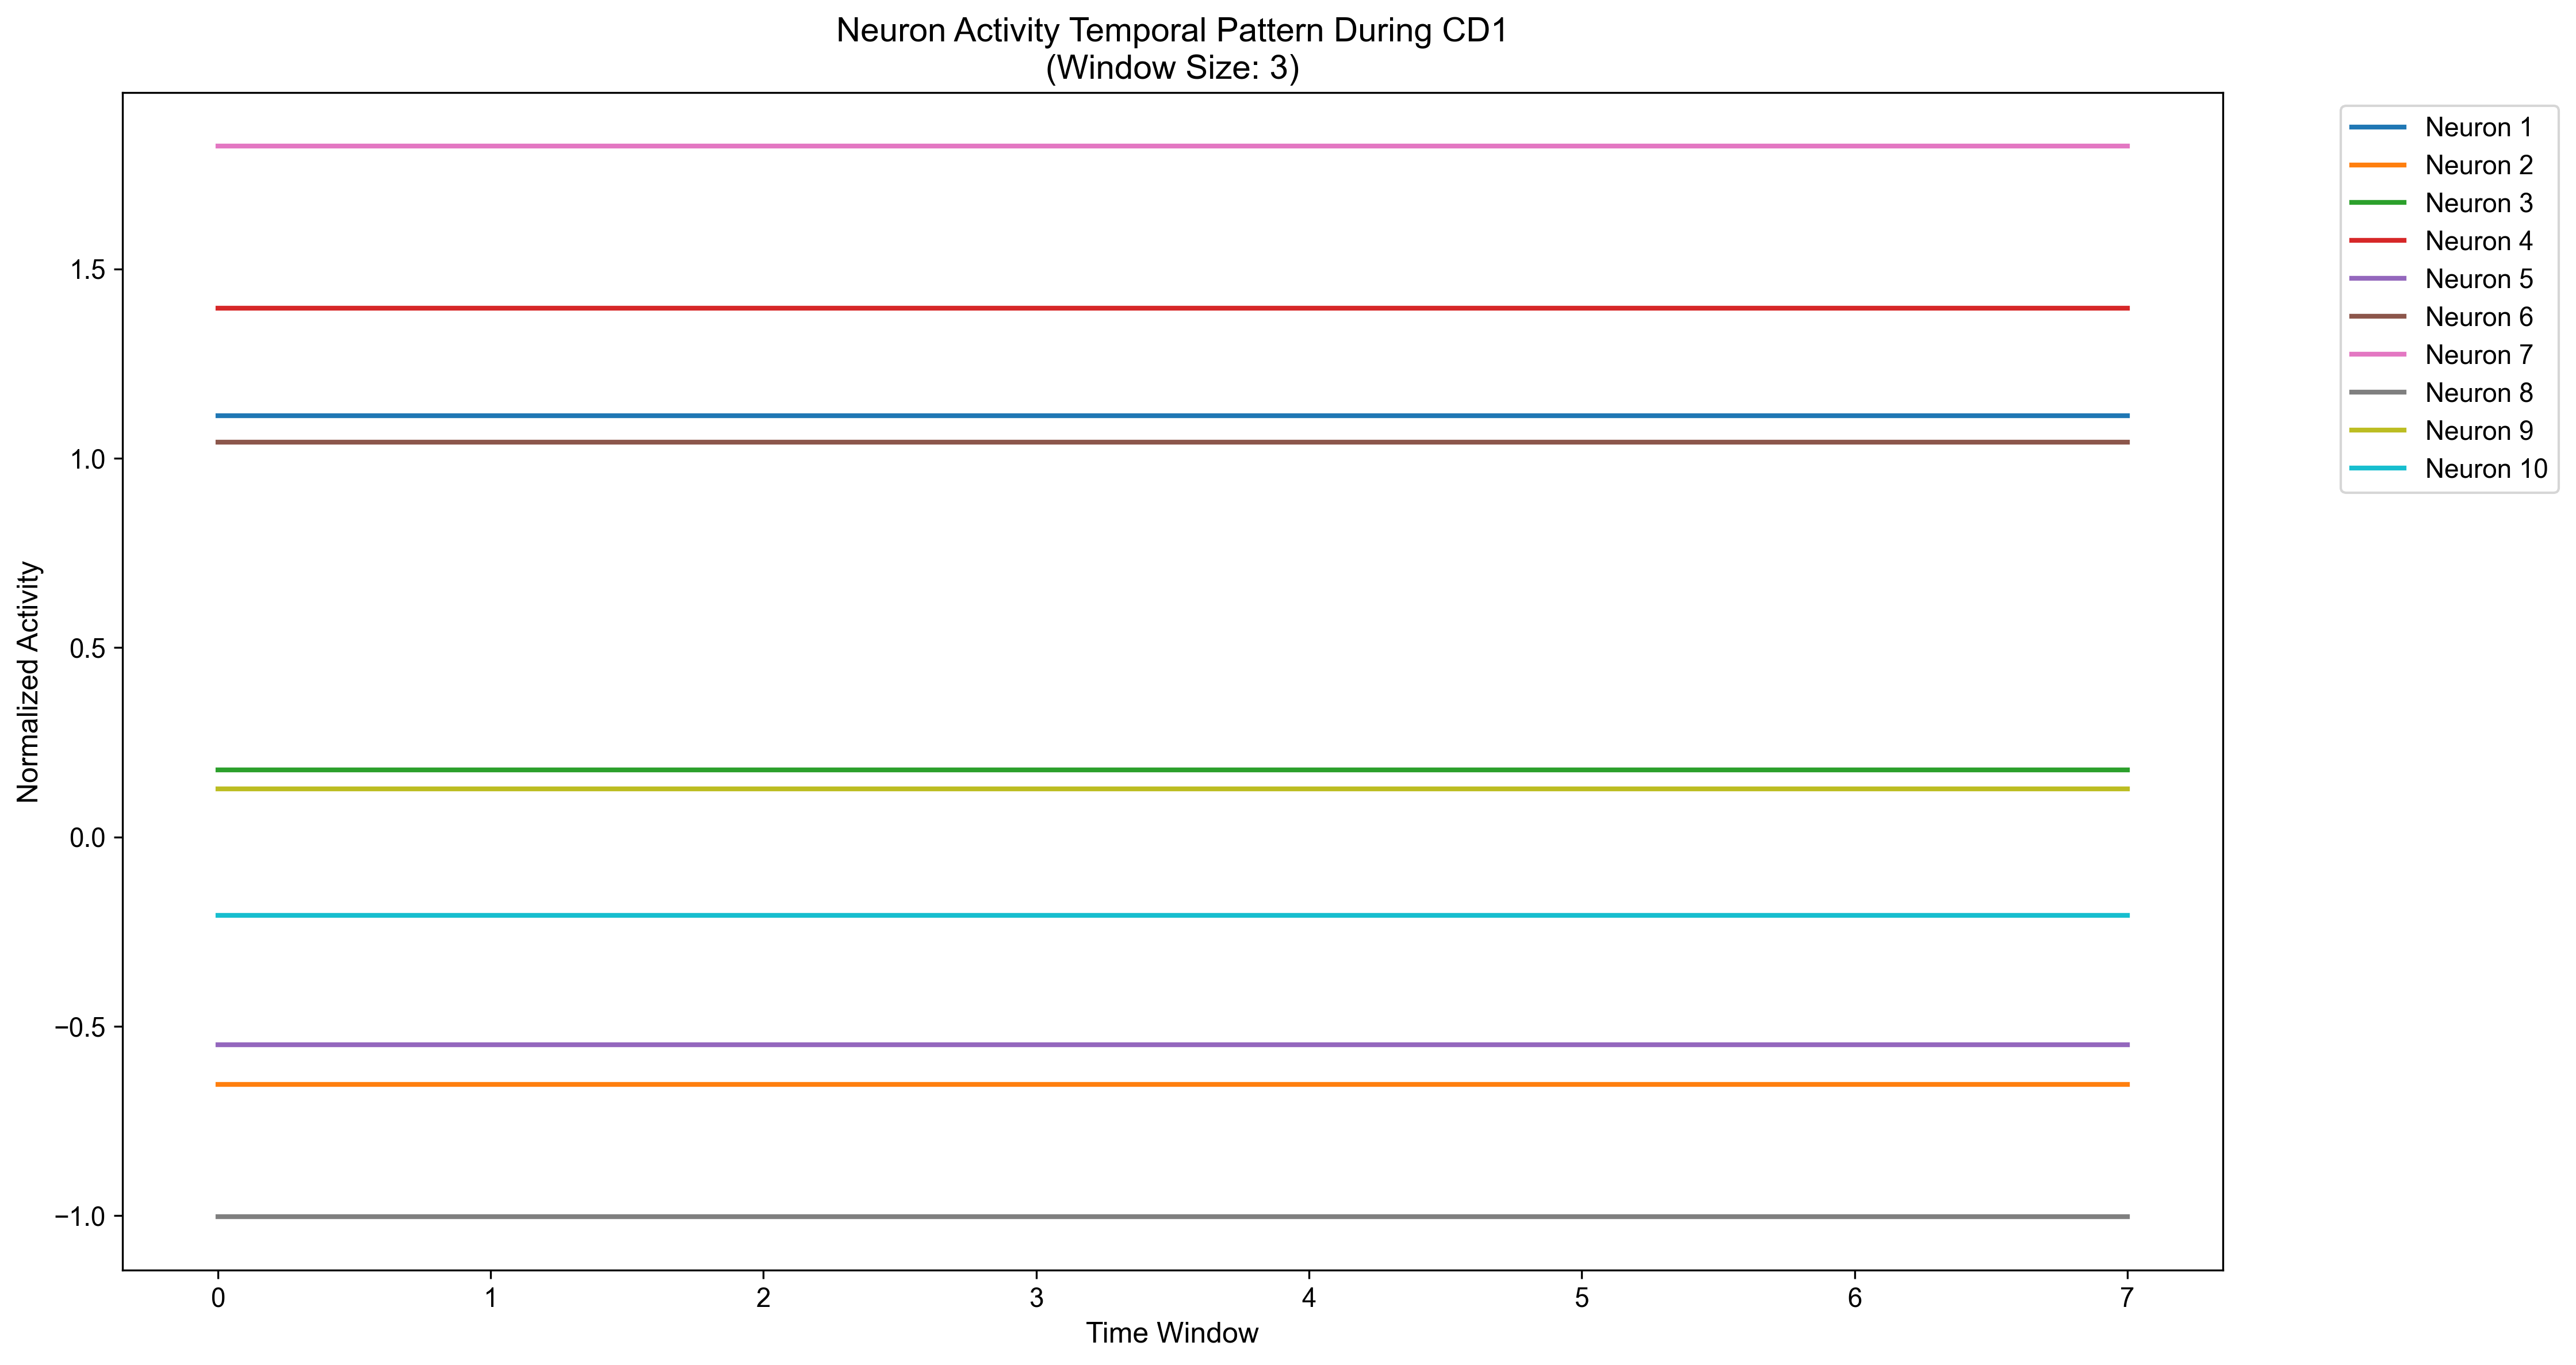 Neuron Activity Temporal Pattern During CD1
(Window Size: 3)
Normalized Activity
1.5
1.0
0.5
0.0
−0.5
−1.0
0 1 2 3 4 5 6 7
Time Window
Neuron 1
Neuron 2
Neuron 3
Neuron 4
Neuron 5
Neuron 6
Neuron 7
Neuron 8
Neuron 9
Neuron 10